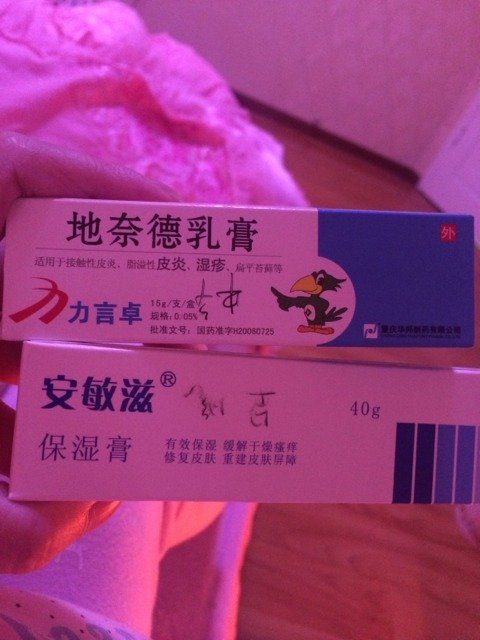 地奈德乳膏
外
适用于接触性皮炎、脂溢性皮炎、湿疹、扁平苔藓等
力言卓
15g/支/盒
规格:0.05%
批准文号: 国药准字H20080725
重庆华邦制药有限公司
安敏滋®
40g
保湿膏
有效保湿 缓解干燥瘙痒
修复皮肤 重建皮肤屏障